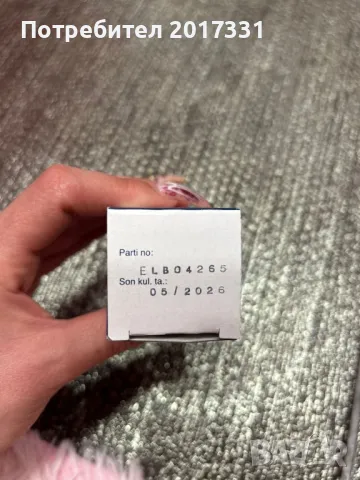 Потребител 2017331
Parti no:
ELB04265
Son kul. ta.:
05/2026